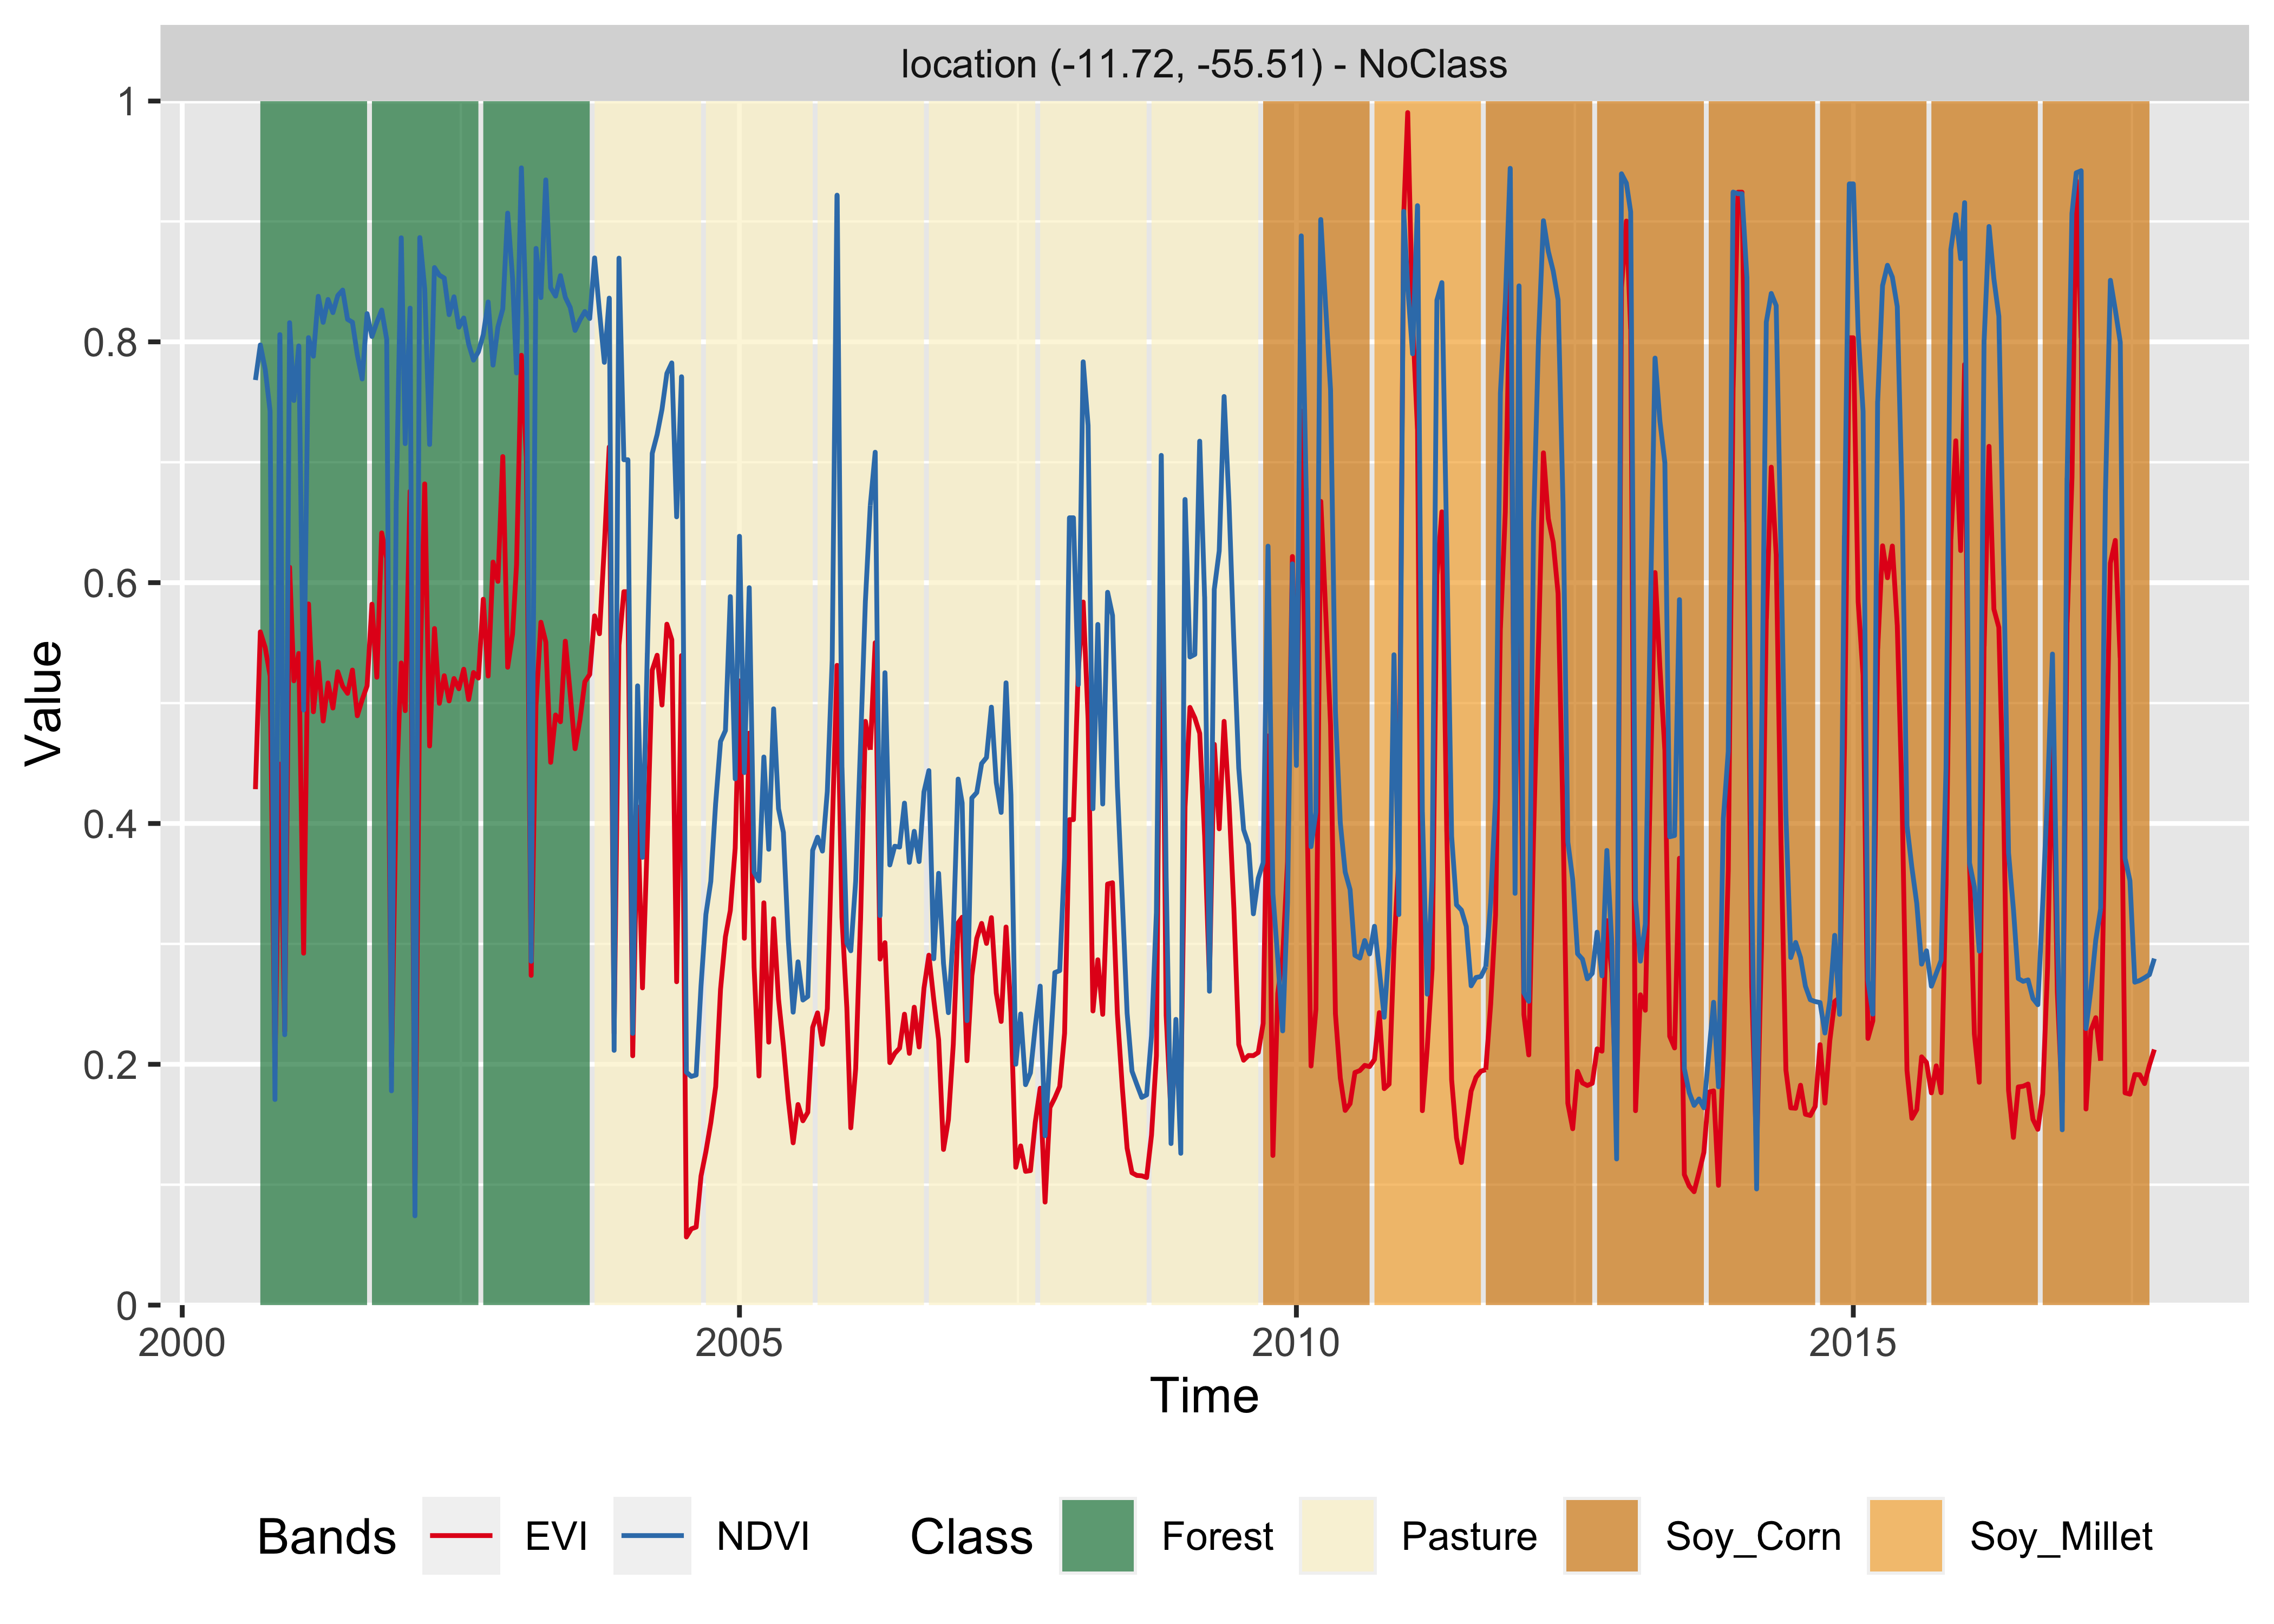 location (-11.72, -55.51) - NoClass
1
0.8
0.6
0.4
0.2
0
Value
2000 2005 2010 2015
Time
Bands EVI NDVI Class Forest Pasture Soy_Corn Soy_Millet